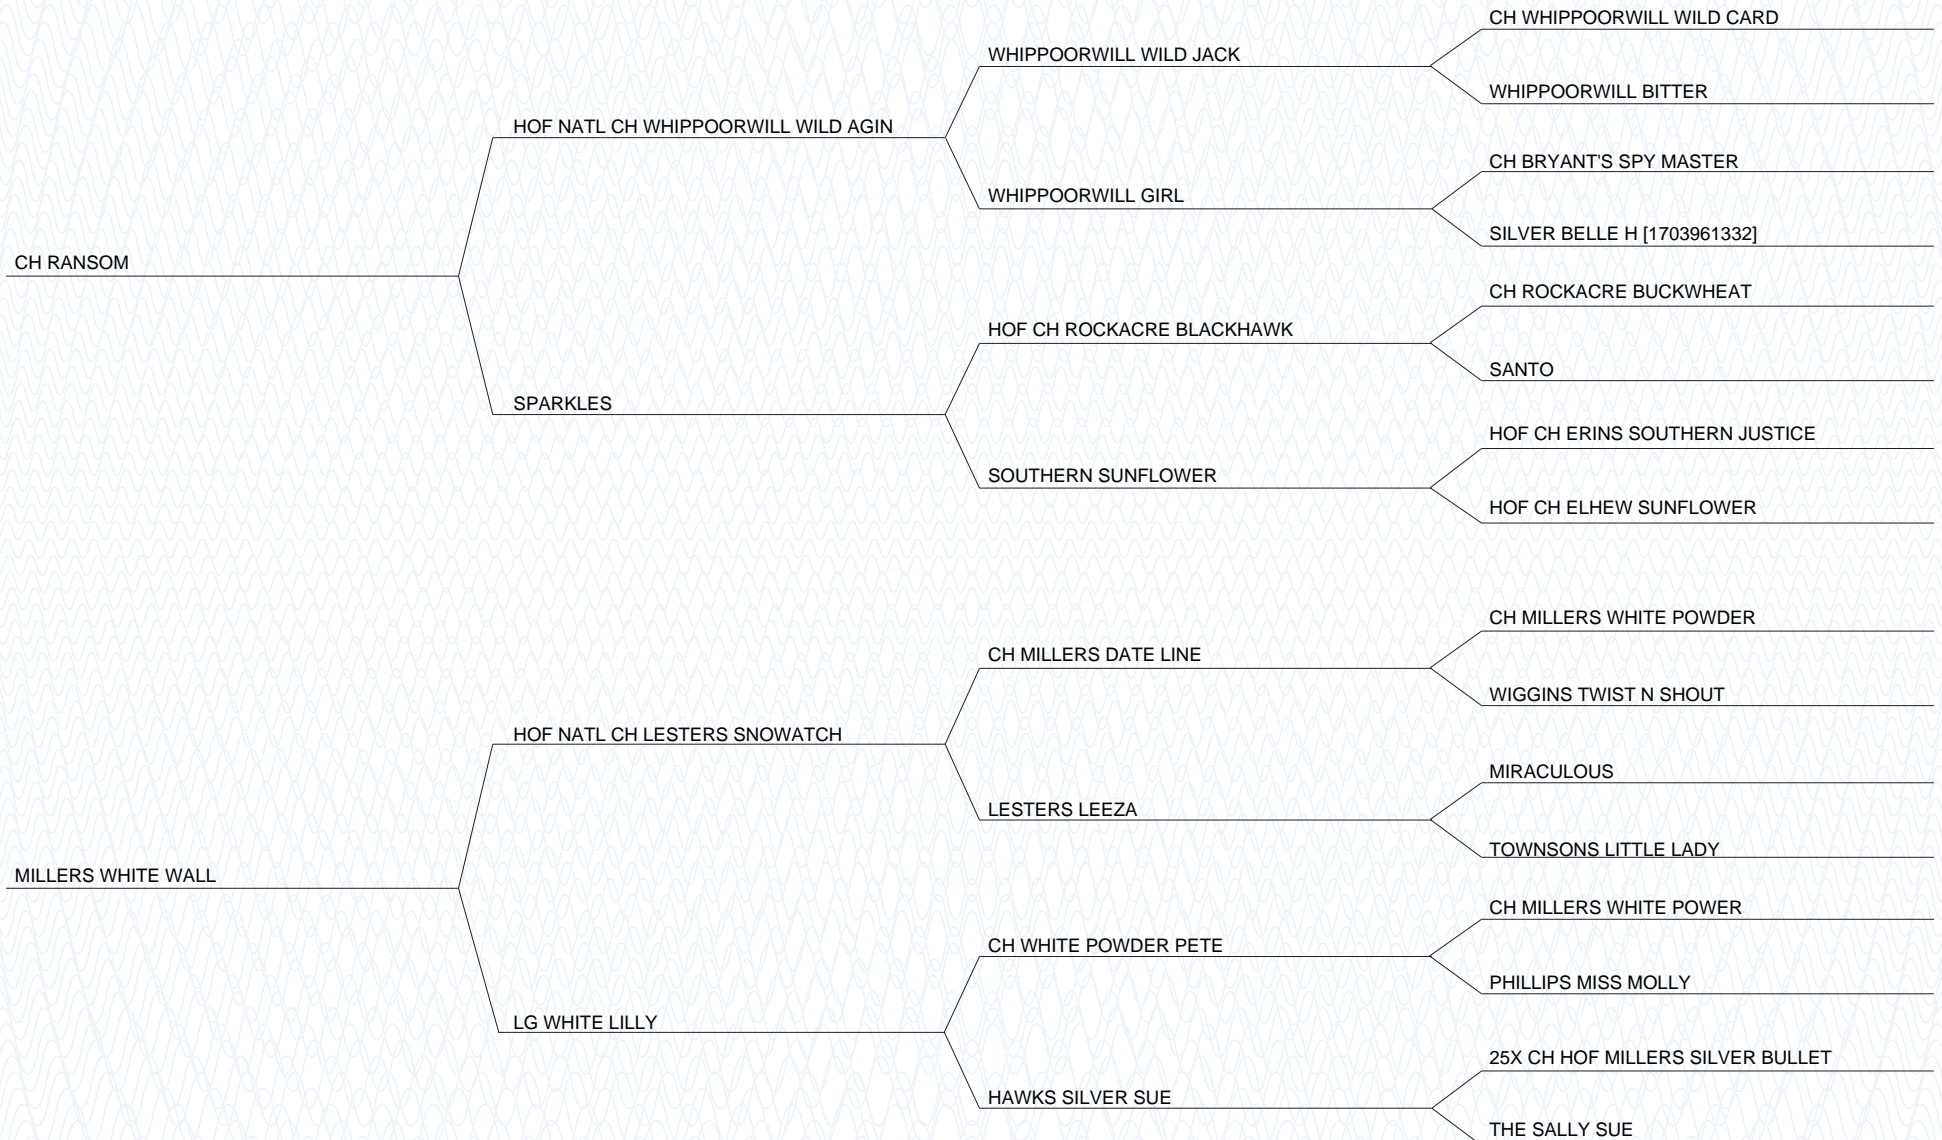 CH WHIPPOORWILL WILD CARD
WHIPPOORWILL WILD JACK
WHIPPOORWILL BITTER
HOF NATL CH WHIPPOORWILL WILD AGIN
CH BRYANT'S SPY MASTER
WHIPPOORWILL GIRL
SILVER BELLE H [1703961332]
CH RANSOM
CH ROCKACRE BUCKWHEAT
HOF CH ROCKACRE BLACKHAWK
SANTO
SPARKLES
HOF CH ERINS SOUTHERN JUSTICE
SOUTHERN SUNFLOWER
HOF CH ELHEW SUNFLOWER
CH MILLERS WHITE POWDER
CH MILLERS DATE LINE
WIGGINS TWIST N SHOUT
HOF NATL CH LESTERS SNOWATCH
MIRACULOUS
LESTERS LEEZA
TOWNSONS LITTLE LADY
MILLERS WHITE WALL
CH MILLERS WHITE POWER
CH WHITE POWDER PETE
PHILLIPS MISS MOLLY
LG WHITE LILLY
25X CH HOF MILLERS SILVER BULLET
HAWKS SILVER SUE
THE SALLY SUE